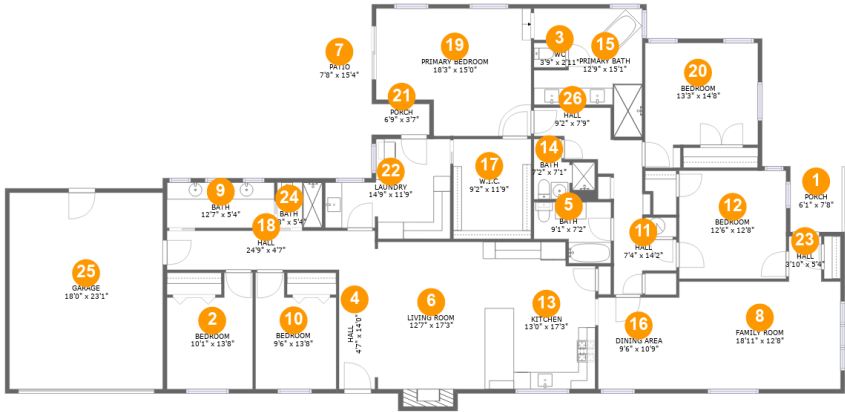 7
PATIO
7'8" x 15'4"
19
PRIMARY BEDROOM
18'3" x 15'0"
3
WC
3'9" x 2'11"
15
PRIMARY BATH
12'9" x 15'1"
20
BEDROOM
13'3" x 14'8"
21
PORCH
6'9" x 3'7"
26
HALL
9'2" x 7'9"
22
LAUNDRY
14'9" x 11'9"
17
W.I.C.
9'2" x 11'9"
14
BATH
7'2" x 7'1"
5
BATH
9'1" x 7'2"
9
BATH
12'7" x 5'4"
24
BATH
5'4"
18
HALL
24'9" x 4'7"
11
HALL
7'4" x 14'2"
12
BEDROOM
12'6" x 12'8"
1
PORCH
6'1" x 7'8"
23
HALL
3'10" x 5'4"
25
GARAGE
18'0" x 23'1"
2
BEDROOM
10'1" x 13'8"
10
BEDROOM
9'6" x 13'8"
4
HALL
4'7" x 14'0"
6
LIVING ROOM
12'7" x 17'3"
13
KITCHEN
13'0" x 17'3"
16
DINING AREA
9'6" x 10'9"
8
FAMILY ROOM
18'11" x 12'8"